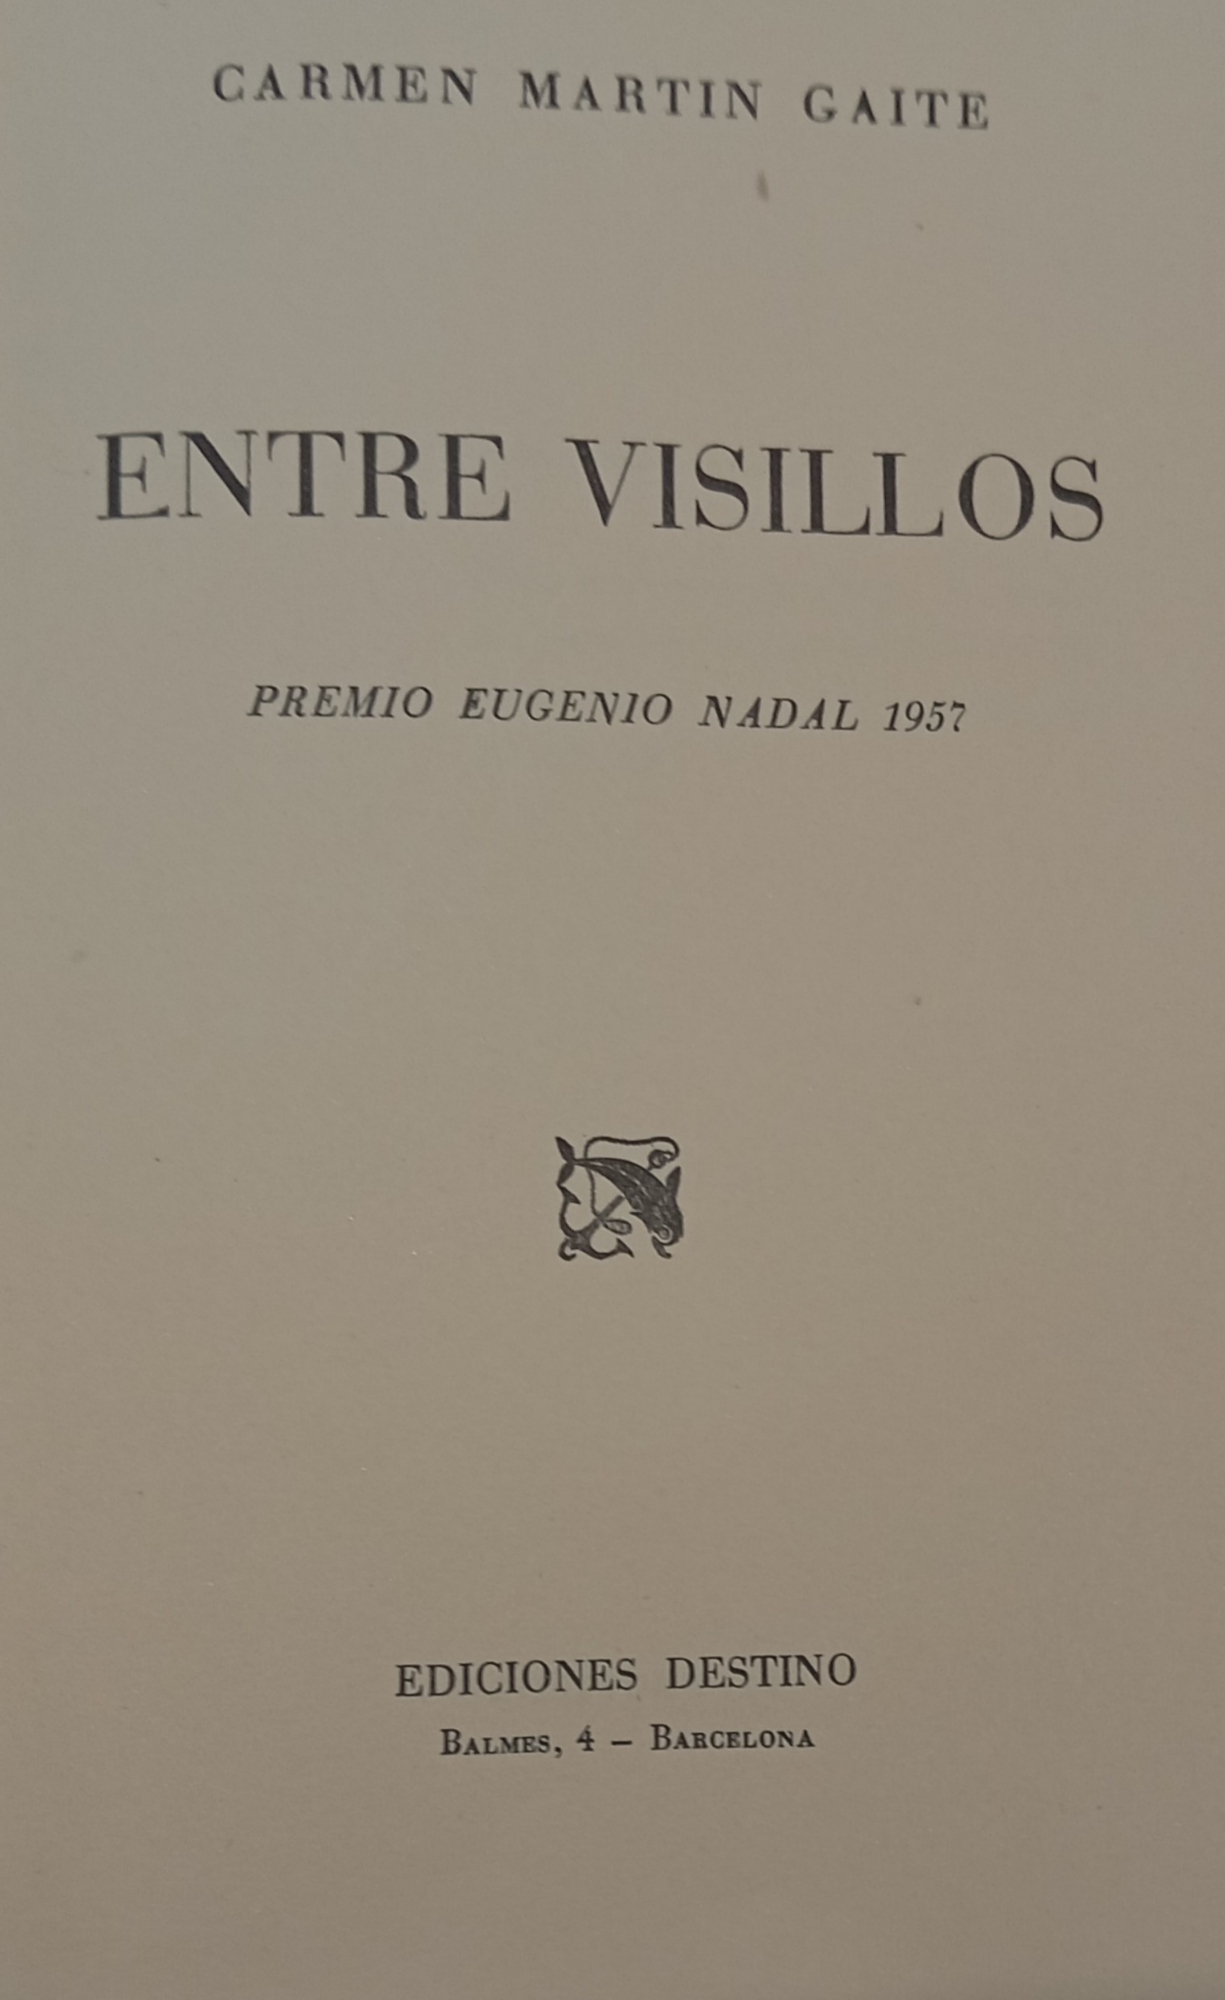 CARMEN MARTIN GAITE
ENTRE VISILLOS
PREMIO EUGENIO NADAL 1957
EDICIONES DESTINO
BALMES, 4 – BARCELONA